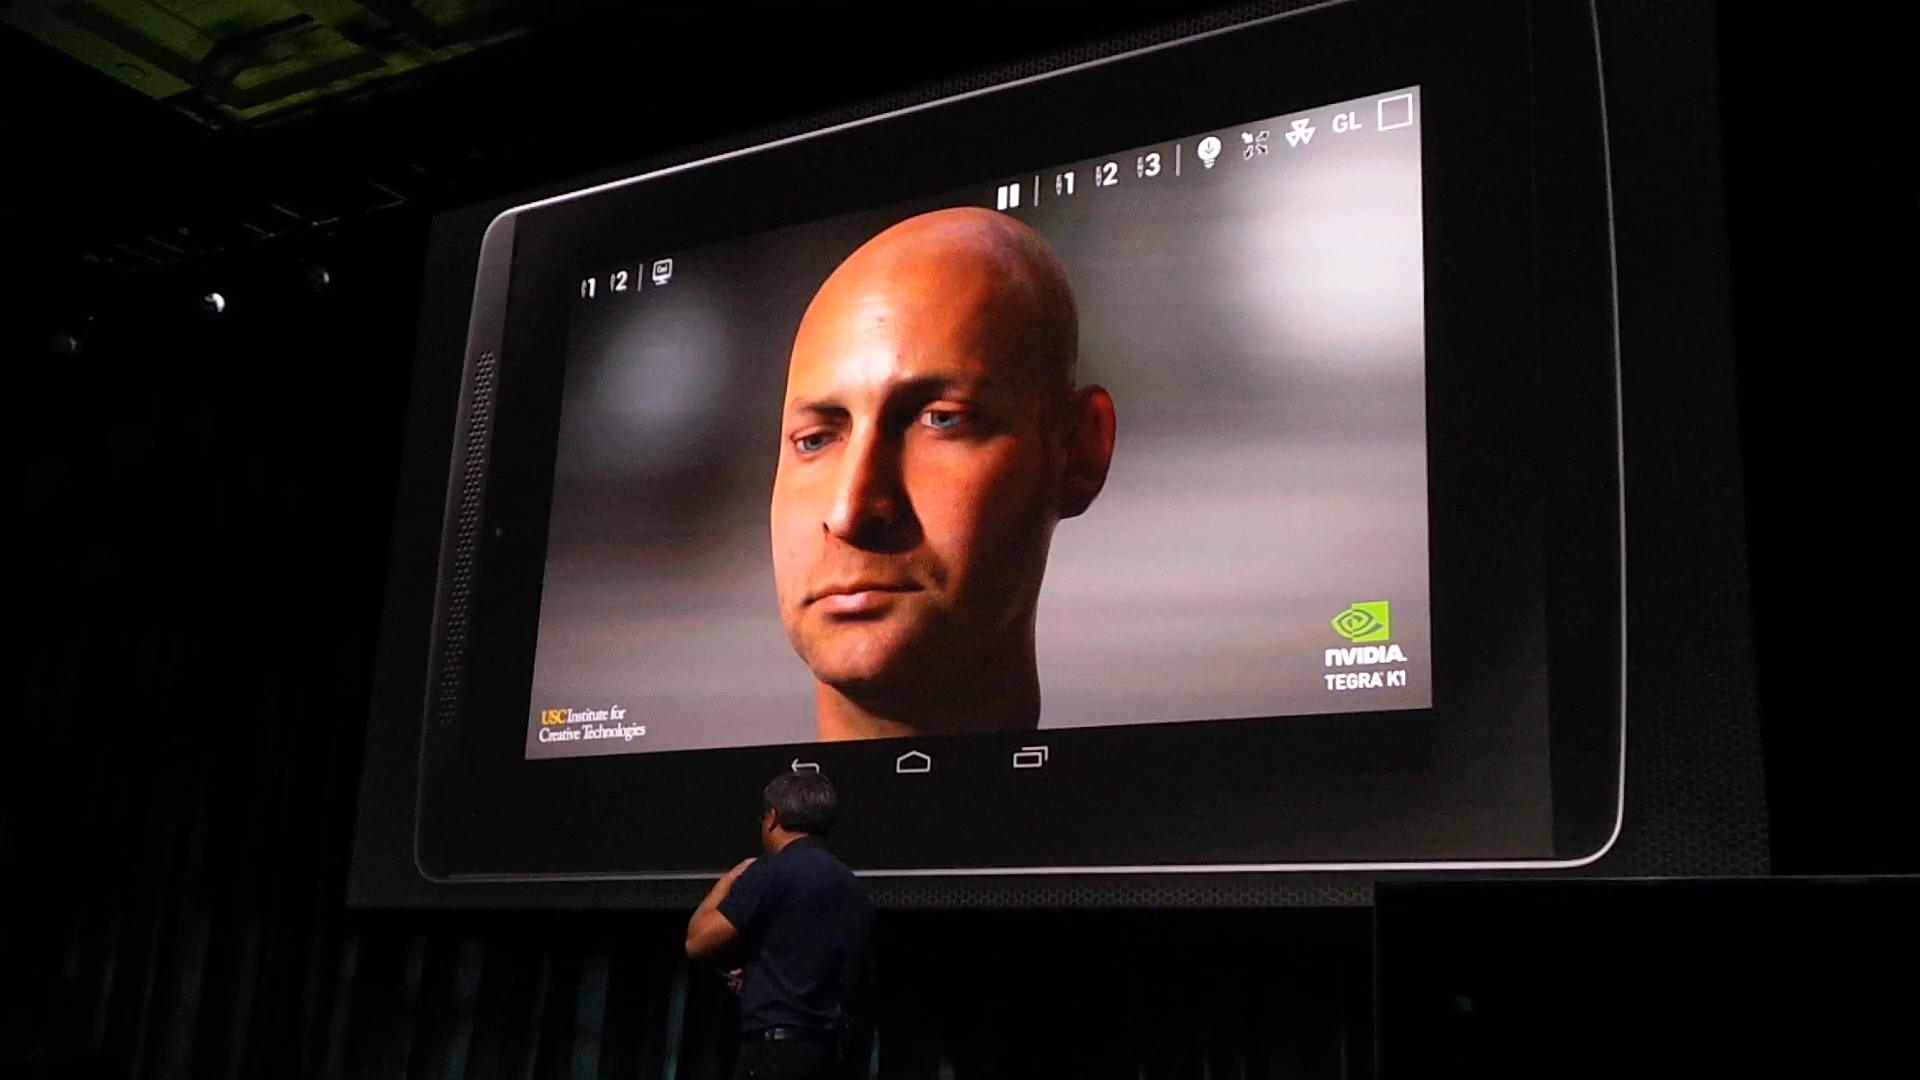 1 2
1 2 3 GL
USC Institute for
Creative Technologies
NVIDIA
TEGRA K1